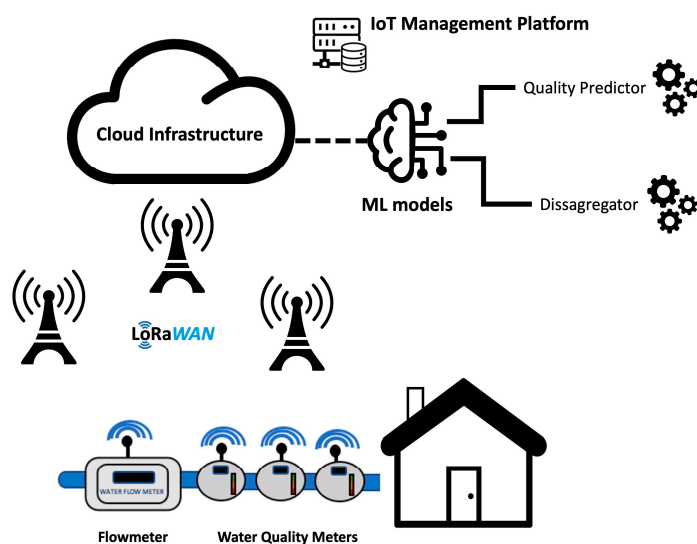 IoT Management Platform
Quality Predictor
Cloud Infrastructure
ML models
Dissagregator
LoRaWAN
WATER FLOW METER
Flowmeter
Water Quality Meters